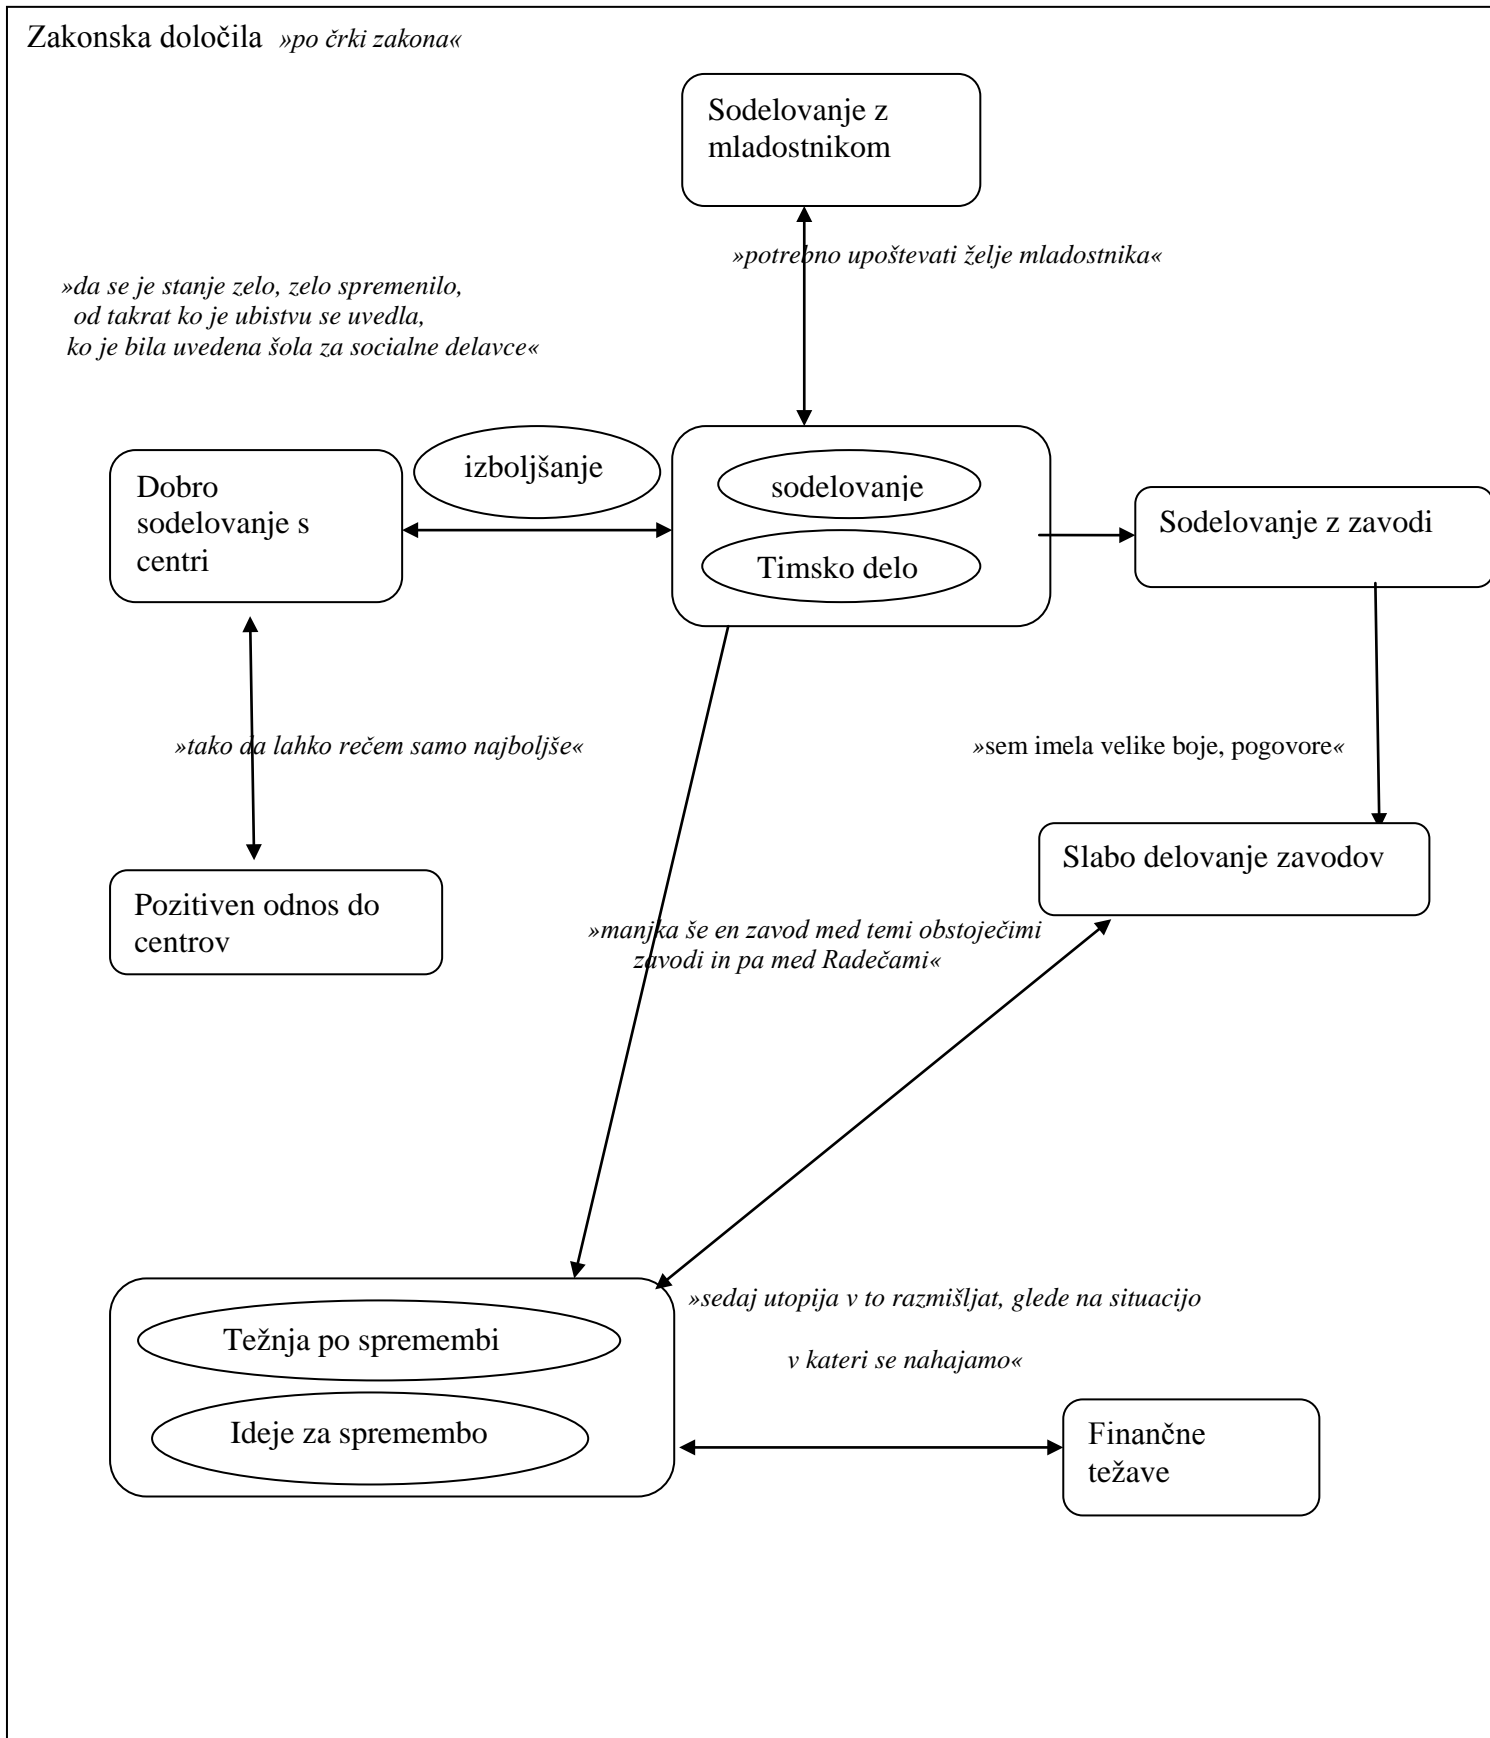 Zakonska določila »po črki zakona«
Sodelovanje z
mladostnikom
»potrebno upoštevati želje mladostnika«
»da se je stanje zelo, zelo spremenilo,
od takrat ko je ubistvu se uvedla,
ko je bila uvedena šola za socialne delavce«
izboljšanje
Dobro
sodelovanje s
centri
sodelovanje
Timsko delo
Sodelovanje z zavodi
»tako da lahko rečem samo najboljše«
»sem imela velike boje, pogovore«
Slabo delovanje zavodov
Pozitiven odnos do
centrov
»manjka še en zavod med temi obstoječimi
zavodi in pa med Radečami«
»sedaj utopija v to razmišljat, glede na situacijo
v kateri se nahajamo«
Težnja po spremembi
Ideje za spremembo
Finančne
težave